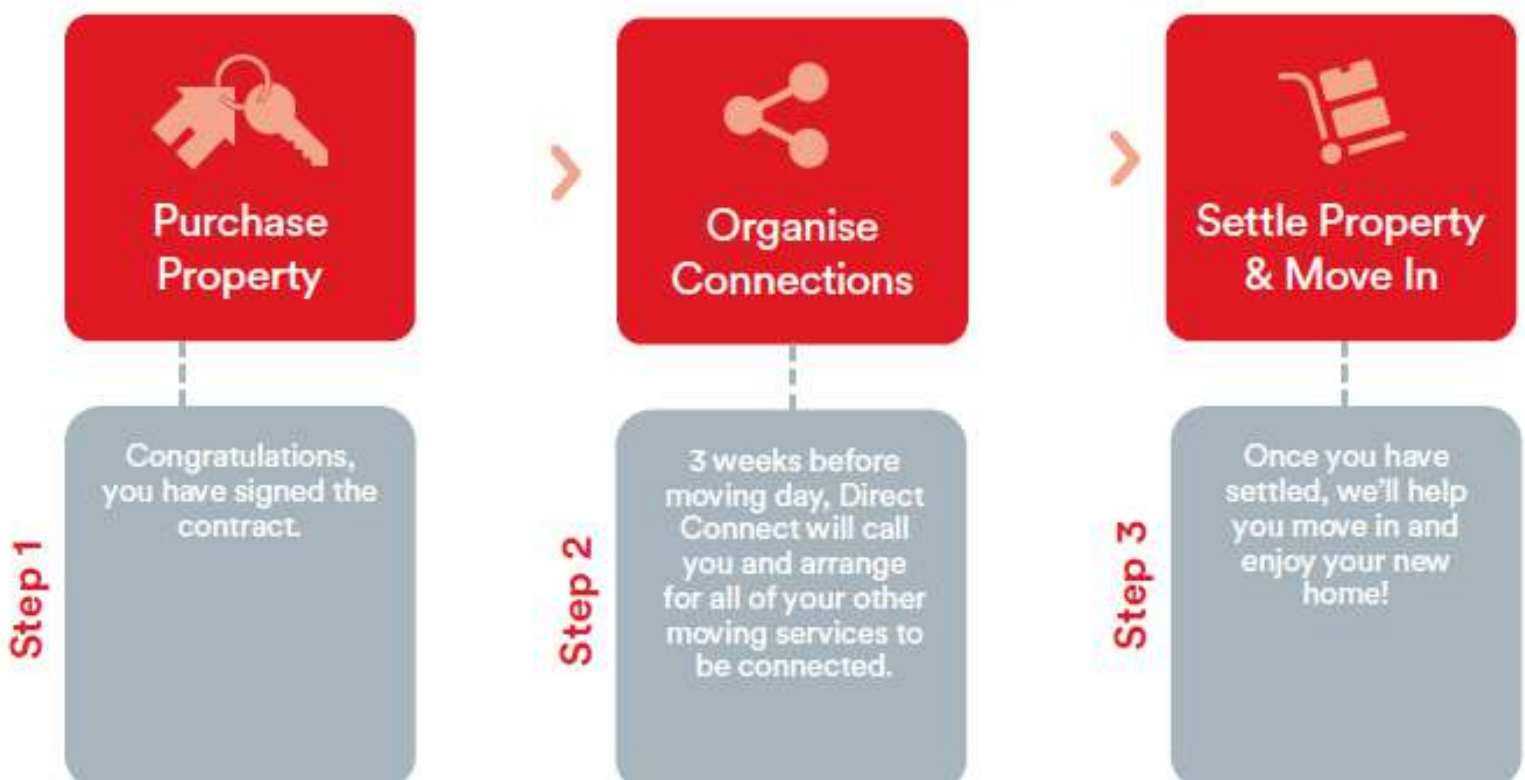 Purchase
Property
Step 1
Congratulations,
you have signed the
contract.
Organise
Connections
Step 2
3 weeks before
moving day, Direct
Connect will call
you and arrange
for all of your other
moving services to
be connected.
Settle Property
& Move In
Step 3
Once you have
settled, we'll help
you move in and
enjoy your new
home!